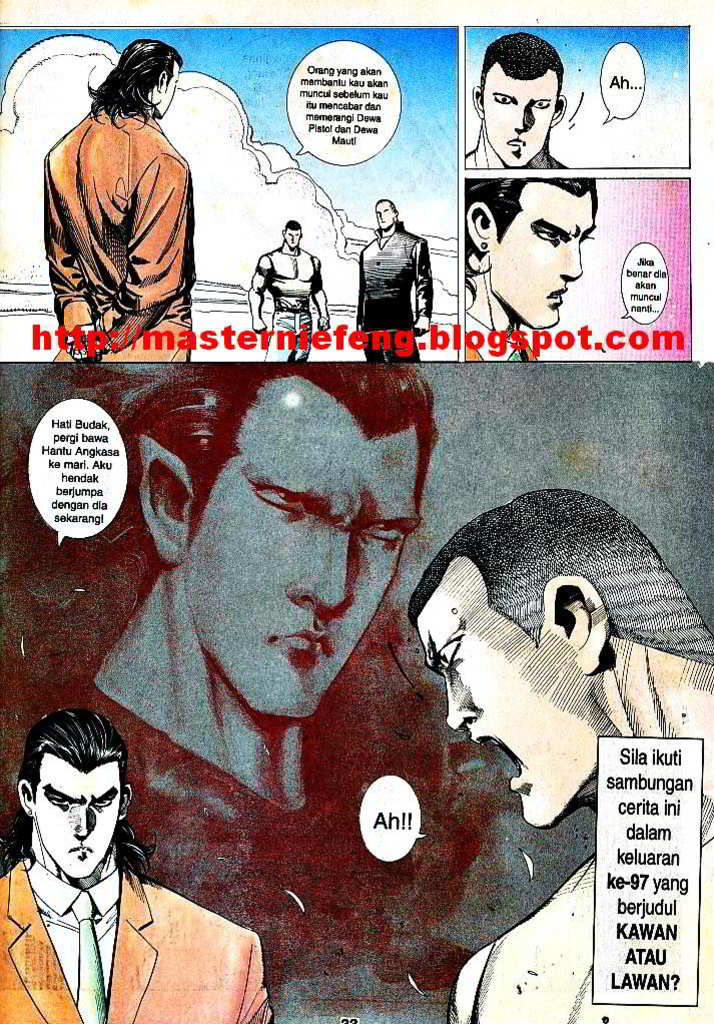 Orang yang akan
membantu kau akan
muncul sebelum kau
itu mencabar dan
memerangi Dewa
Pistol dan Dewa
Maut!
Ah...
Jika
benar dia
akan
muncul
nanti...
http://masterniefeng.blogspot.com
Hati Budak,
pergi bawa
Hantu Angkasa
ke mari. Aku
hendak
berjumpa
dengan dia
sekarang!
Ah!!
Sila ikuti
sambungan
cerita ini
dalam
keluaran
ke-97 yang
berjudul
KAWAN
ATAU
LAWAN?